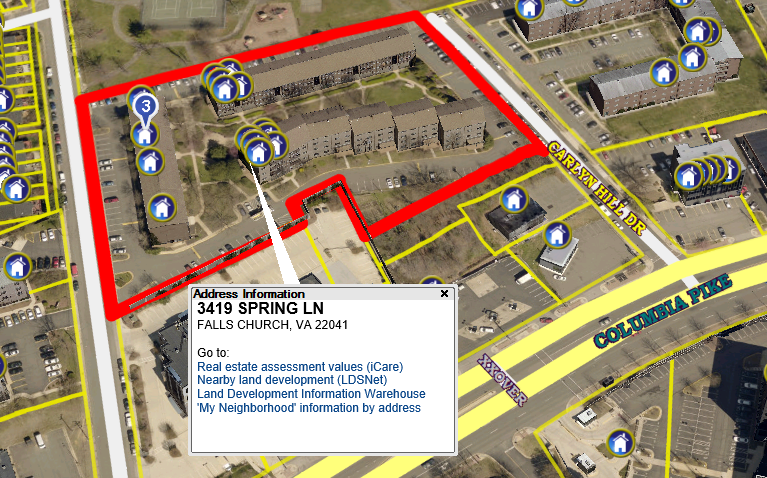 3
CARLYN HILL DR
Address Information
3419 SPRING LN
FALLS CHURCH, VA 22041
Go to:
Real estate assessment values (iCare)
Nearby land development (LDSNet)
Land Development Information Warehouse
'My Neighborhood' information by address
COLUMBIA PIKE
XXOVER